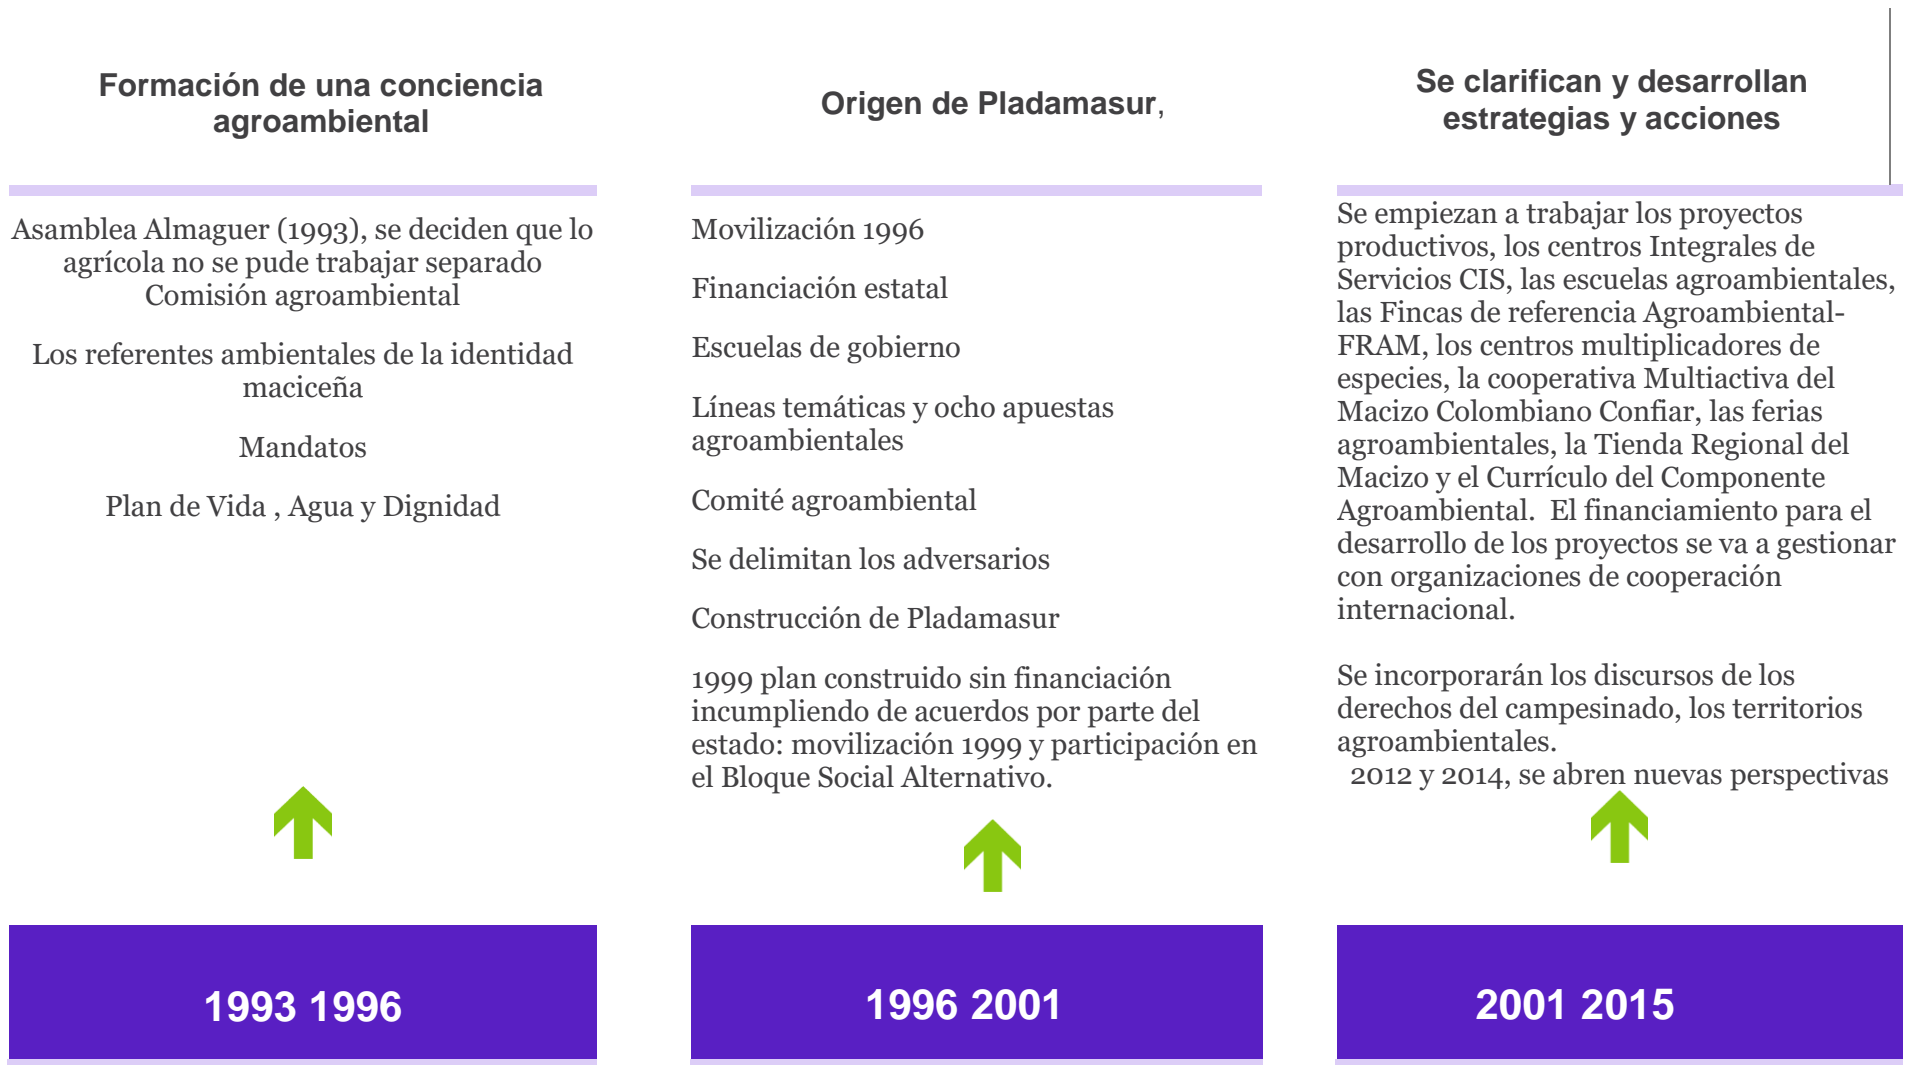 Formación de una conciencia
agroambiental
Asamblea Almaguer (1993), se deciden que lo
agrícola no se pude trabajar separado
Comisión agroambiental
Los referentes ambientales de la identidad
maciceña
Mandatos
Plan de Vida , Agua y Dignidad
1993 1996
Origen de Pladamasur,
Movilización 1996
Financiación estatal
Escuelas de gobierno
Líneas temáticas y ocho apuestas
agroambientales
Comité agroambiental
Se delimitan los adversarios
Construcción de Pladamasur
1999 plan construido sin financiación
incumpliendo de acuerdos por parte del
estado: movilización 1999 y participación en
el Bloque Social Alternativo.
1996 2001
Se clarifican y desarrollan
estrategias y acciones
Se empiezan a trabajar los proyectos
productivos, los centros Integrales de
Servicios CIS, las escuelas agroambientales,
las Fincas de referencia Agroambiental-
FRAM, los centros multiplicadores de
especies, la cooperativa Multiactiva del
Macizo Colombiano Confiar, las ferias
agroambientales, la Tienda Regional del
Macizo y el Currículo del Componente
Agroambiental.  El financiamiento para el
desarrollo de los proyectos se va a gestionar
con organizaciones de cooperación
internacional.
Se incorporarán los discursos de los
derechos del campesinado, los territorios
agroambientales.
2012 y 2014, se abren nuevas perspectivas
2001 2015